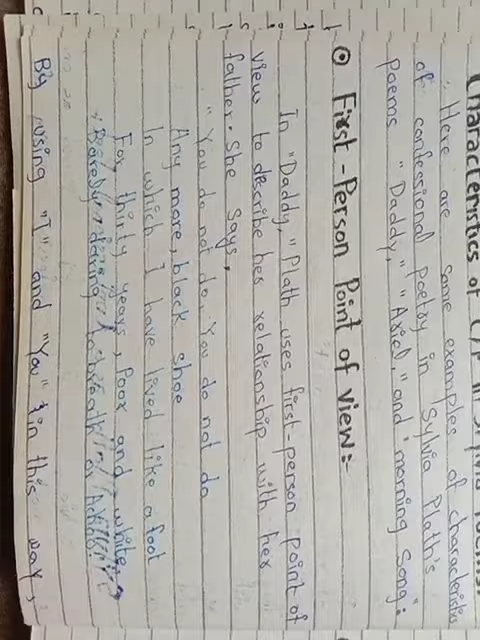 Characteristics of C/P in Sylvia Poems:
Here are some examples of characteristics
of confessional poetry in Sylvia Plath's
poems "Daddy," "Ariel," and "morning Song":
First-Person Point of view:-
In "Daddy," Plath uses first-person point of
view to describe her relationship with her
father. She says,
"You do not do, You do not do
Any more, black shoe
In which I have lived like a foot
For thirty years, Poor and white,
Barely daring to breath or Achoo.
By using "I" and "You" in this way,